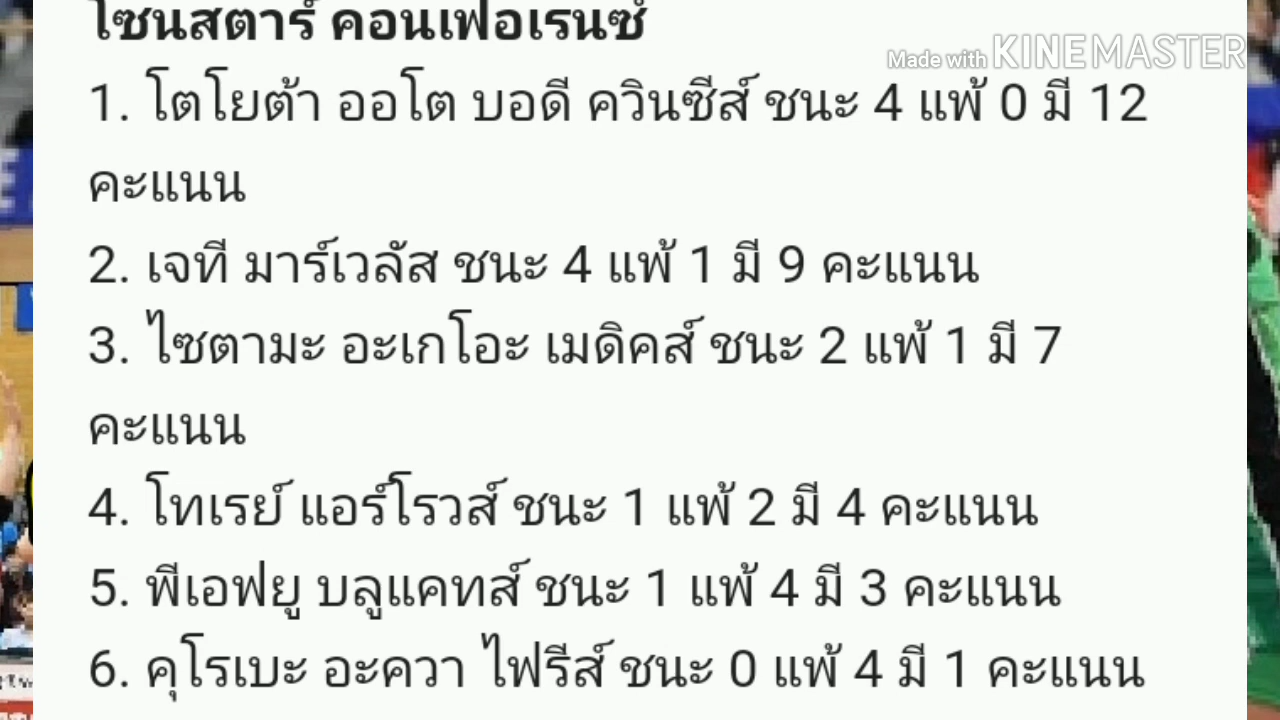 โซนสตาร์ คอนเฟอเรนซ์
Made with KINEMASTER
1. โตโยต้า ออโต บอดี ควินซีส์ ชนะ 4 แพ้ 0 มี 12
คะแนน
2. เจที มาร์เวลัส ชนะ 4 แพ้ 1 มี 9 คะแนน
3. ไซตามะ อะเกโอะ เมดิคส์ ชนะ 2 แพ้ 1 มี 7
คะแนน
4. โทเรย์ แอร์โรวส์ ชนะ 1 แพ้ 2 มี 4 คะแนน
5. พีเอฟยู บลูแคทส์ ชนะ 1 แพ้ 4 มี 3 คะแนน
6. คุโรเบะ อะควา ไฟรีส์ ชนะ 0 แพ้ 4 มี 1 คะแนน